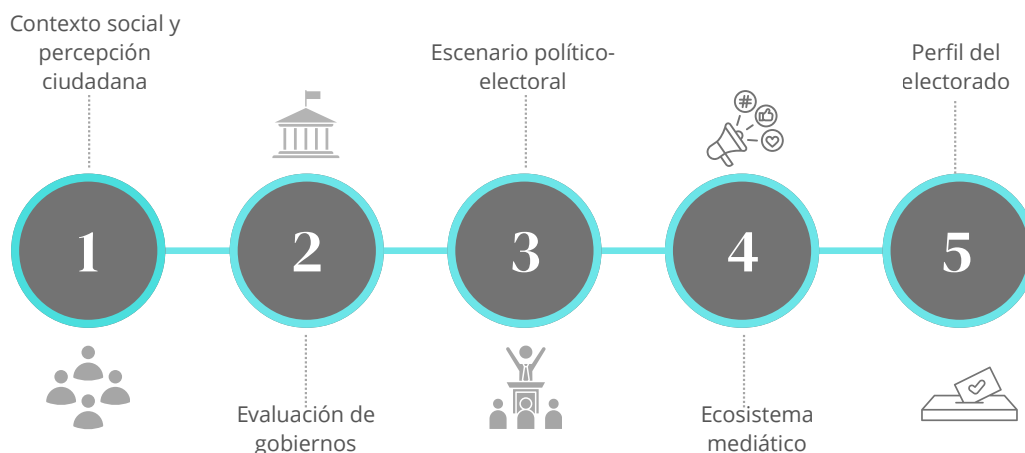 Contexto social y
percepción
ciudadana
1
2
Evaluación de
gobiernos
Escenario político-
electoral
3
#
4
Ecosistema
mediático
Perfil del
electorado
5